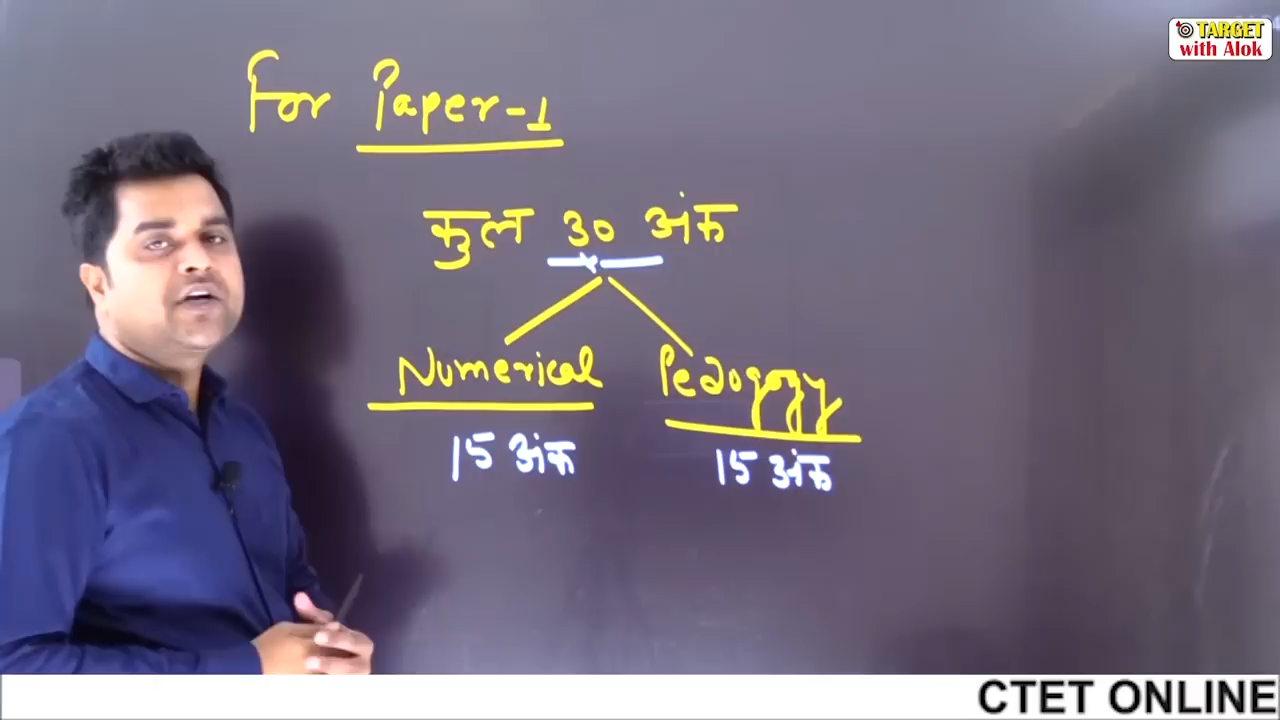 TARGET
with Alok
For Paper-1
कुल 30 अंक
Numerical Pedagogy
15 अंक 15 अंक
CTET ONLINE